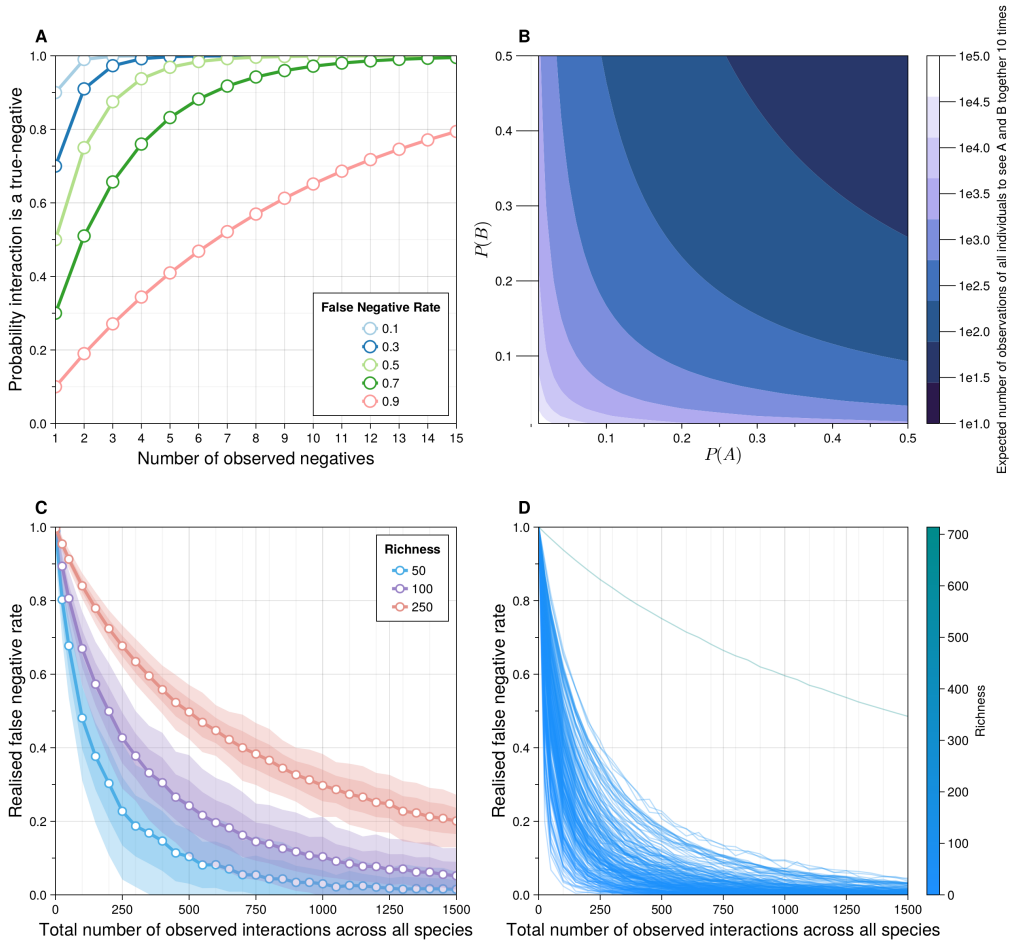 A
Probability interaction is a true-negative
1.0
0.8
0.6
0.4
0.2
0.0
1 2 3 4 5 6 7 8 9 10 11 12 13 14 15
Number of observed negatives
False Negative Rate
0.1
0.3
0.5
0.7
0.9
B
P(B)
0.5
0.4
0.3
0.2
0.1
0.1 0.2 0.3 0.4 0.5
P(A)
1e5.0
1e4.5
1e4.0
1e3.5
1e3.0
1e2.5
1e2.0
1e1.5
1e1.0
Expected number of observations of all individuals to see A and B together 10 times
C
Realised false negative rate
1.0
0.8
0.6
0.4
0.2
0.0
0 250 500 750 1000 1250 1500
Total number of observed interactions across all species
Richness
50
100
250
D
Realised false negative rate
1.0
0.8
0.6
0.4
0.2
0.0
0 250 500 750 1000 1250 1500
Total number of observed interactions across all species
700
600
500
400
300
200
100
0
Richness